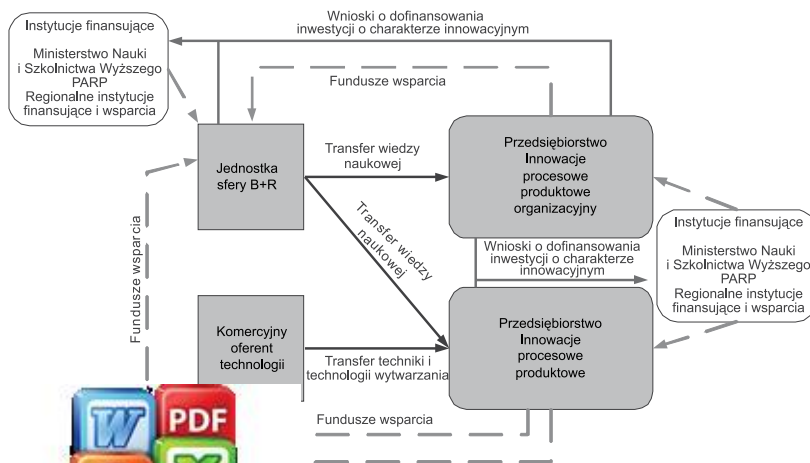 Wnioski o dofinansowania
inwestycji o charakterze innowacyjnym
Instytucje finansujące
Ministerstwo Nauki
i Szkolnictwa Wyższego
PARP
Regionalne instytucje
finansujące i wsparcia
Fundusze wsparcia
Jednostka
sfery B+R
Transfer wiedzy
naukowej
Przedsiębiorstwo
Innowacje
procesowe
produktowe
organizacyjny
Transfer wiedzy
naukowej
Fundusze wsparcia
Wnioski o dofinansowania
inwestycji o charakterze
innowacyjnym
Instytucje finansujące
Ministerstwo Nauki
i Szkolnictwa Wyższego
PARP
Regionalne instytucje
finansujące i wsparcia
Komercyjny
oferent
technologii
Transfer techniki i
technologii wytwarzania
Przedsiębiorstwo
Innowacje
procesowe
produktowe
Fundusze wsparcia
W
PDF
X